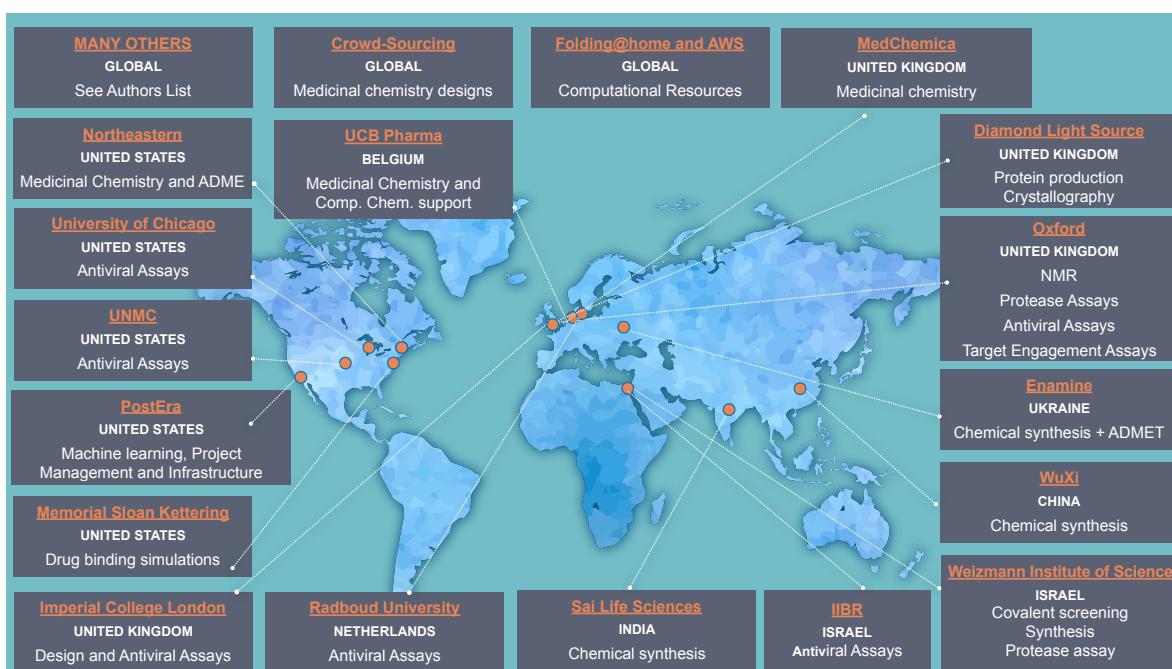 MANY OTHERS
GLOBAL
See Authors List
Crowd-Sourcing
GLOBAL
Medicinal chemistry designs
Folding@home and AWS
GLOBAL
Computational Resources
MedChemica
UNITED KINGDOM
Medicinal chemistry
Northeastern
UNITED STATES
Medicinal Chemistry and ADME
UCB Pharma
BELGIUM
Medicinal Chemistry and
Comp. Chem. support
Diamond Light Source
UNITED KINGDOM
Protein production
Crystallography
University of Chicago
UNITED STATES
Antiviral Assays
Oxford
UNITED KINGDOM
NMR
Protease Assays
Antiviral Assays
Target Engagement Assays
UNMC
UNITED STATES
Antiviral Assays
PostEra
UNITED STATES
Machine learning, Project
Management and Infrastructure
Enamine
UKRAINE
Chemical synthesis + ADMET
WuXi
CHINA
Chemical synthesis
Memorial Sloan Kettering
UNITED STATES
Drug binding simulations
Weizmann Institute of Science
ISRAEL
Covalent screening
Synthesis
Protease assay
Imperial College London
UNITED KINGDOM
Design and Antiviral Assays
Radboud University
NETHERLANDS
Antiviral Assays
Sai Life Sciences
INDIA
Chemical synthesis
IIBR
ISRAEL
Antiviral Assays